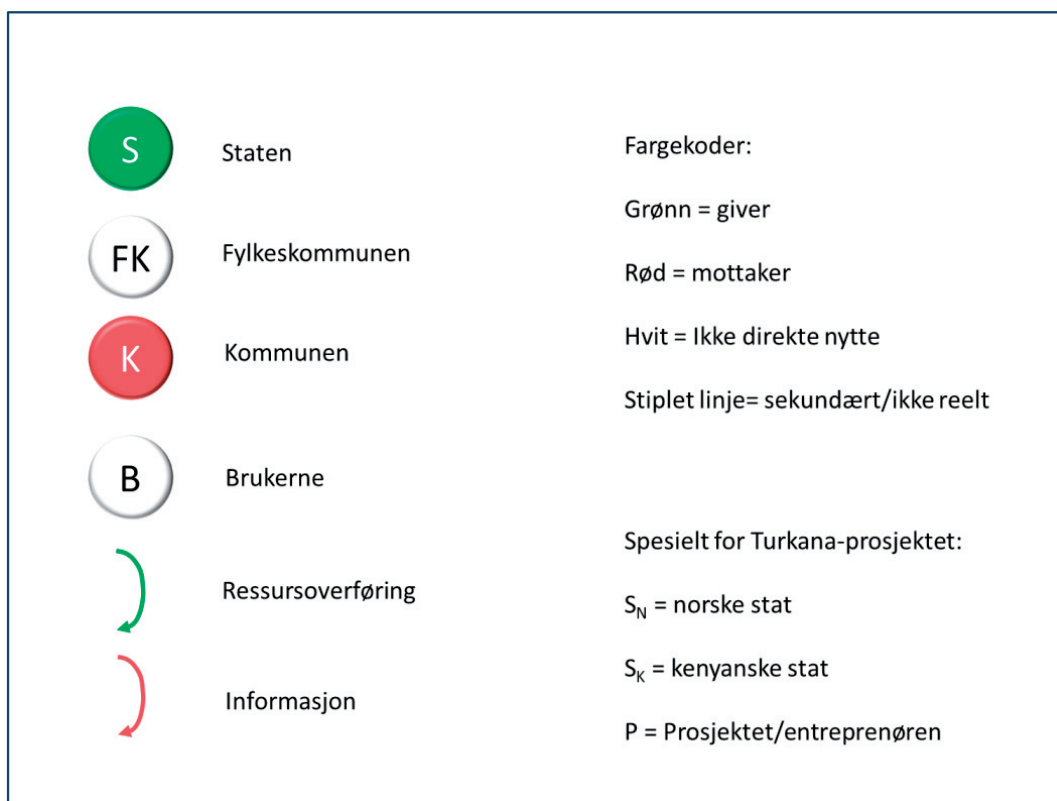 S Staten
FK Fylkeskommunen
K Kommunen
B Brukerne
Ressursoverføring
Informasjon
Fargekoder:
Grønn = giver
Rød = mottaker
Hvit = Ikke direkte nytte
Stiplet linje= sekundært/ikke reelt
Spesielt for Turkana-prosjektet:
S_N = norske stat
S_K = kenyanske stat
P = Prosjektet/entreprenøren